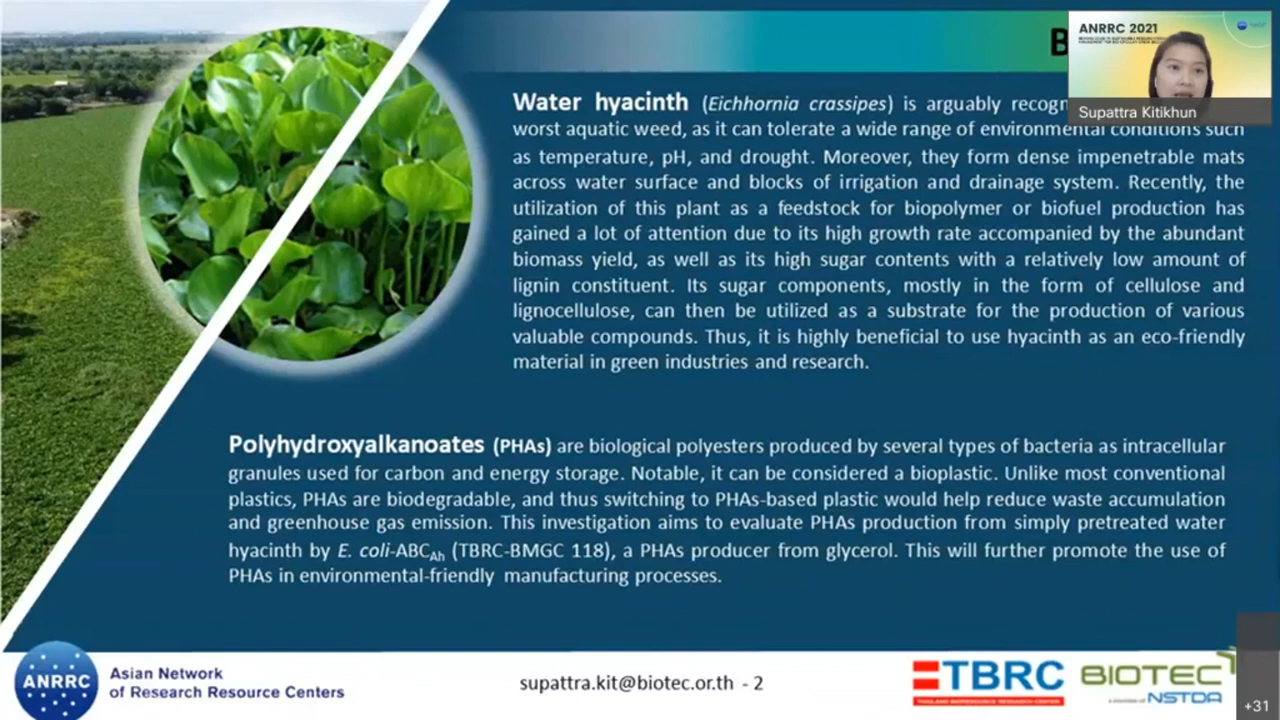 B
ANRRC 2021
Supattra Kitikhun
Water hyacinth (Eichhornia crassipes) is arguably recogn
worst aquatic weed, as it can tolerate a wide range of environmental conditions such
as temperature, pH, and drought. Moreover, they form dense impenetrable mats
across water surface and blocks of irrigation and drainage system. Recently, the
utilization of this plant as a feedstock for biopolymer or biofuel production has
gained a lot of attention due to its high growth rate accompanied by the abundant
biomass yield, as well as its high sugar contents with a relatively low amount of
lignin constituent. Its sugar components, mostly in the form of cellulose and
lignocellulose, can then be utilized as a substrate for the production of various
valuable compounds. Thus, it is highly beneficial to use hyacinth as an eco-friendly
material in green industries and research.
Polyhydroxyalkanoates (PHAs) are biological polyesters produced by several types of bacteria as intracellular
granules used for carbon and energy storage. Notable, it can be considered a bioplastic. Unlike most conventional
plastics, PHAs are biodegradable, and thus switching to PHAs-based plastic would help reduce waste accumulation
and greenhouse gas emission. This investigation aims to evaluate PHAs production from simply pretreated water
hyacinth by E. coli-ABCAh (TBRC-BMGC 118), a PHAs producer from glycerol. This will further promote the use of
PHAs in environmental-friendly manufacturing processes.
ANRRC
Asian Network
of Research Resource Centers
supattra.kit@biotec.or.th - 2
TBRC
THAILAND BIORESOURCE RESEARCH CENTER
BIOTEC
a member of NSTDA
+31